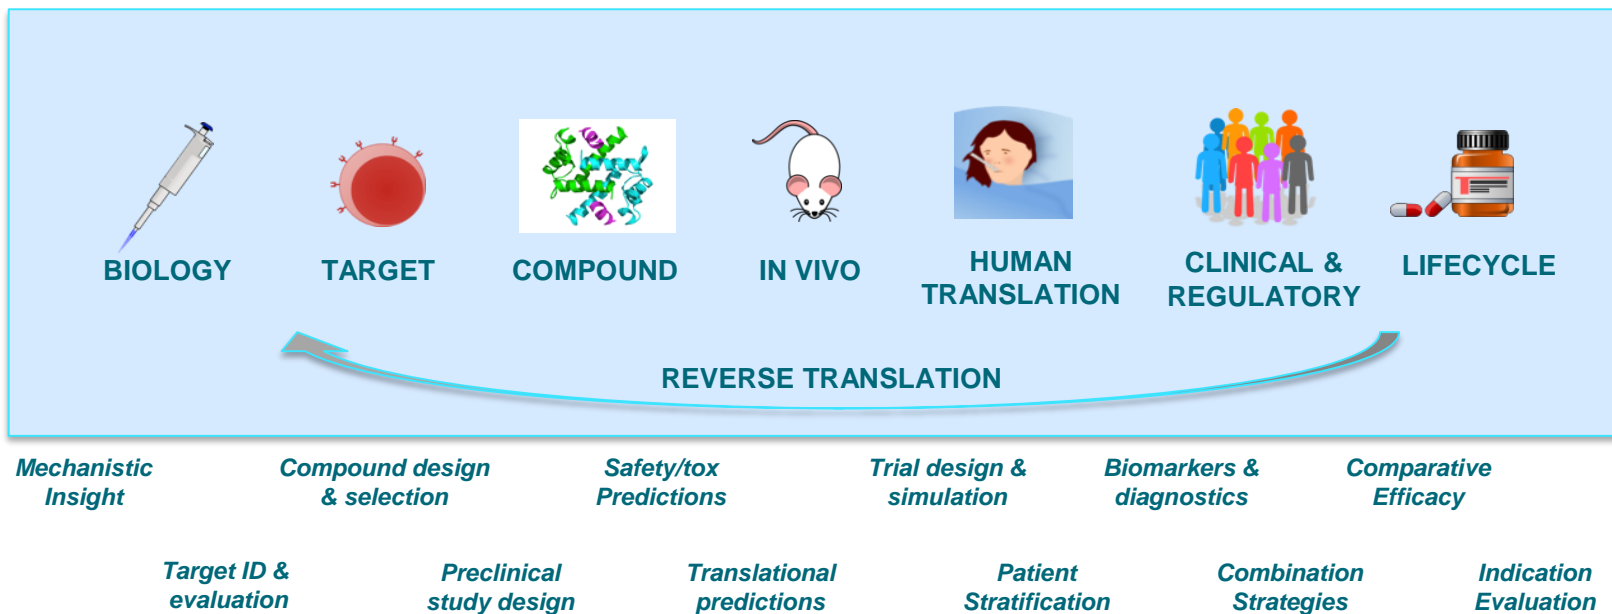 BIOLOGY
TARGET
COMPOUND
IN VIVO
HUMAN
TRANSLATION
CLINICAL &
REGULATORY
LIFECYCLE
REVERSE TRANSLATION
Mechanistic
Insight
Compound design
& selection
Safety/tox
Predictions
Trial design &
simulation
Biomarkers &
diagnostics
Comparative
Efficacy
Target ID &
evaluation
Preclinical
study design
Translational
predictions
Patient
Stratification
Combination
Strategies
Indication
Evaluation